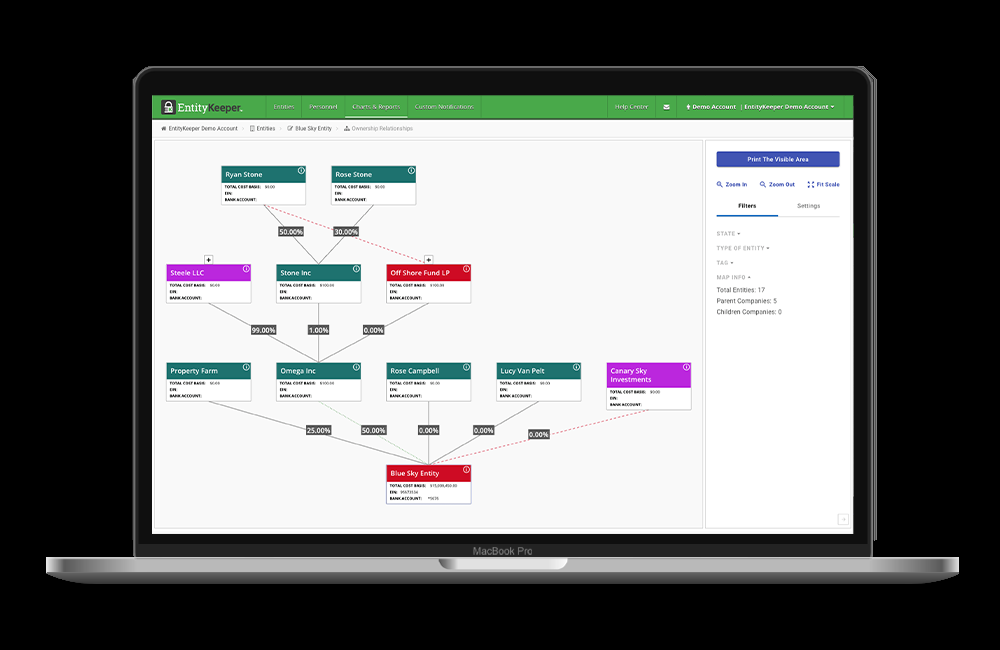 EntityKeeper
Entities Personnel Charts & Reports Custom Notifications Help Center Demo Account | EntityKeeper Demo Account
EntityKeeper Demo Account Entities Blue Sky Entity Ownership Relationships
Print The Visible Area
Zoom In Zoom Out Fit Scale
Filters Settings
STATE
TYPE OF ENTITY
TAG
MAP INFO
Total Entities: 17
Parent Companies: 5
Children Companies: 0
Ryan Stone
TOTAL COST BASIS: $0.00
EIN:
BANK ACCOUNT:
Rose Stone
TOTAL COST BASIS: $0.00
EIN:
BANK ACCOUNT:
50.00% 30.00%
+ +
Steele LLC
TOTAL COST BASIS: $0.00
EIN:
BANK ACCOUNT:
Stone Inc
TOTAL COST BASIS: $100.00
EIN:
BANK ACCOUNT:
Off Shore Fund LP
TOTAL COST BASIS: $100.00
EIN:
BANK ACCOUNT:
99.00% 1.00% 0.00%
Property Farm
TOTAL COST BASIS: $0.00
EIN:
BANK ACCOUNT:
Omega Inc
TOTAL COST BASIS: $100.00
EIN:
BANK ACCOUNT:
Rose Campbell
TOTAL COST BASIS: $0.00
EIN:
BANK ACCOUNT:
Lucy Van Pelt
TOTAL COST BASIS: $0.00
EIN:
BANK ACCOUNT:
Canary Sky
Investments
TOTAL COST BASIS: $0.00
EIN:
BANK ACCOUNT:
25.00% 50.00% 0.00% 0.00% 0.00%
Blue Sky Entity
TOTAL COST BASIS:
EIN:
BANK ACCOUNT:
MacBook Pro